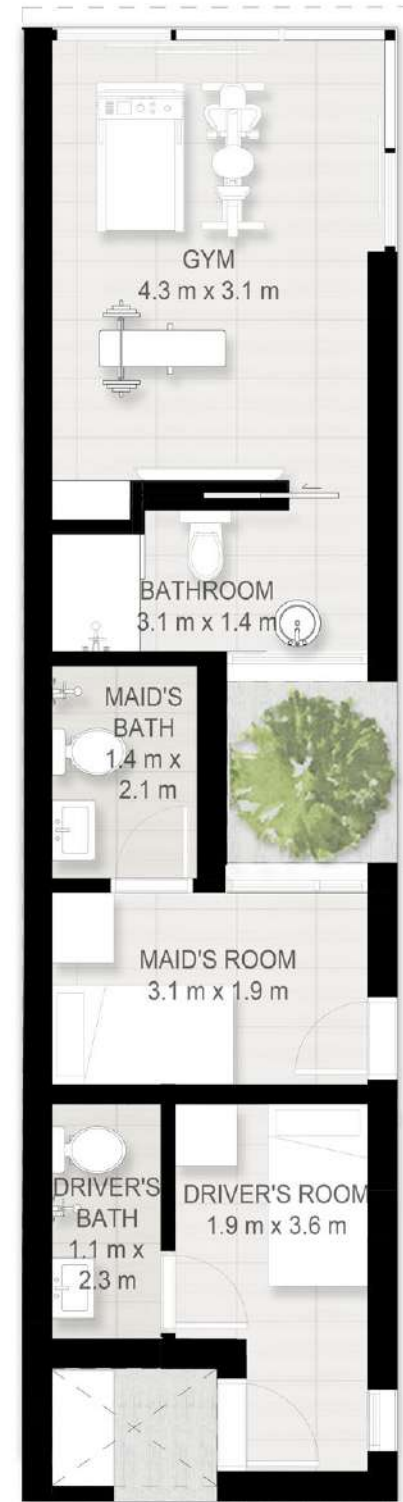 GYM
4.3 m x 3.1 m
BATHROOM
3.1 m x 1.4 m
MAID'S
BATH
1.4 m x
2.1 m
MAID'S ROOM
3.1 m x 1.9 m
DRIVER'S
BATH
1.1 m x
2.3 m
DRIVER'S ROOM
1.9 m x 3.6 m